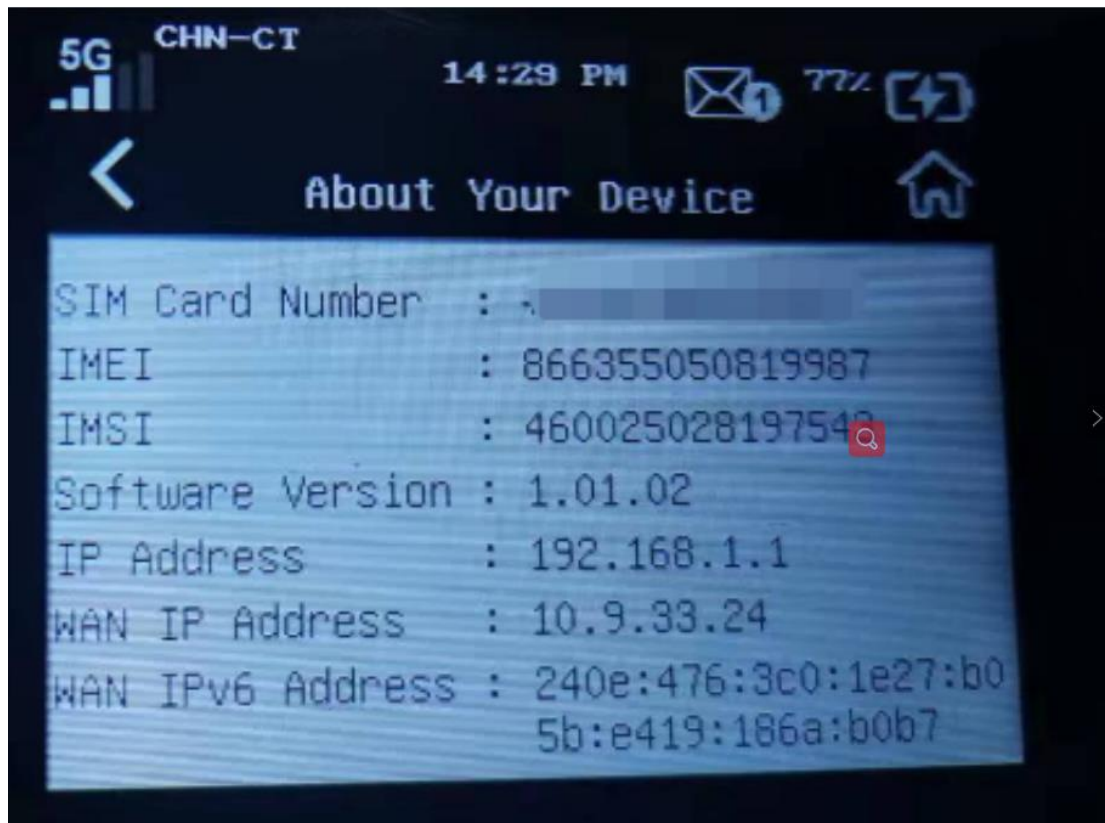 5G CHN-CT
14:29 PM
1
77%
About Your Device
SIM Card Number :
IMEI : 866355050819987
IMSI :
Software Version : 1.01.02
IP Address : 192.168.1.1
WAN IP Address : 10.9.33.24
WAN IPv6 Address : 240e:476:3c0:1e27:b0
5b:e419:186a:b0b7